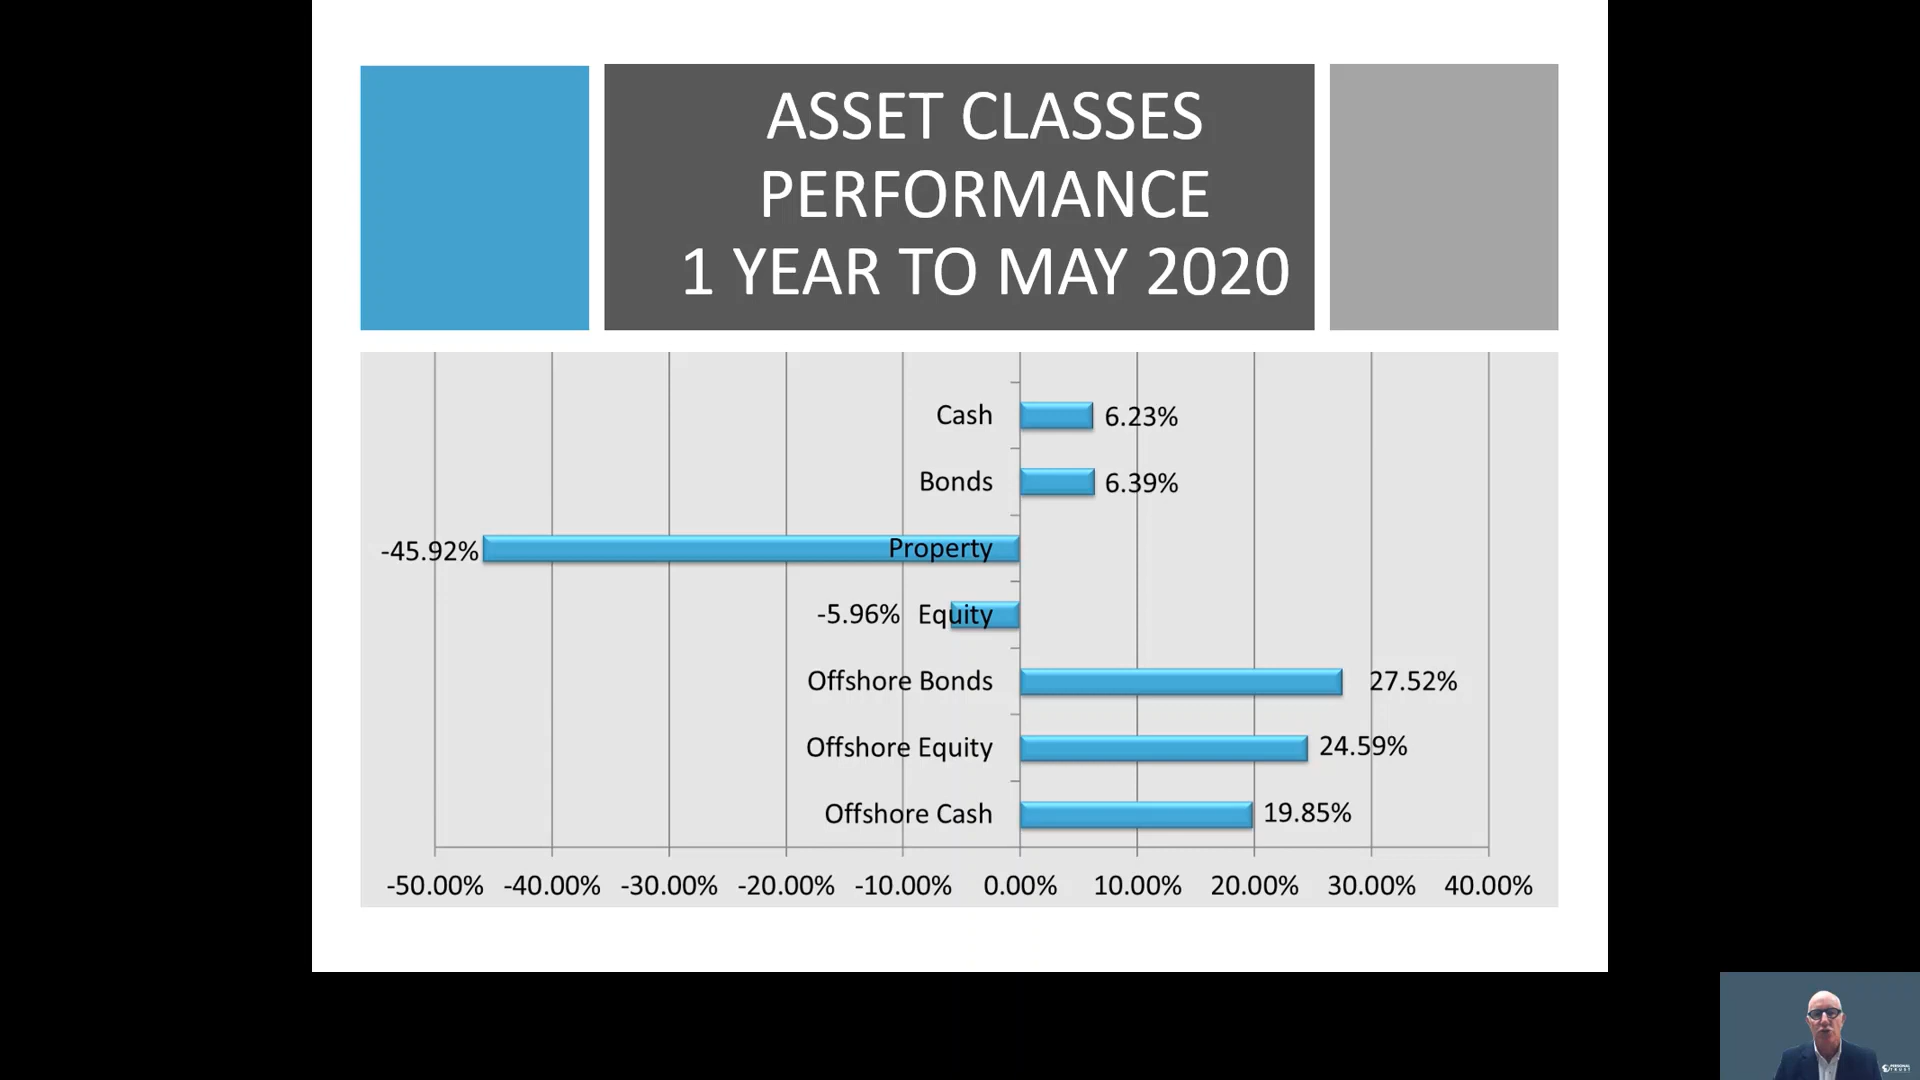 ASSET CLASSES
PERFORMANCE
1 YEAR TO MAY 2020
Cash 6.23%
Bonds 6.39%
-45.92% Property
-5.96% Equity
Offshore Bonds 27.52%
Offshore Equity 24.59%
Offshore Cash 19.85%
-50.00% -40.00% -30.00% -20.00% -10.00% 0.00% 10.00% 20.00% 30.00% 40.00%
PERSONAL
TRUST